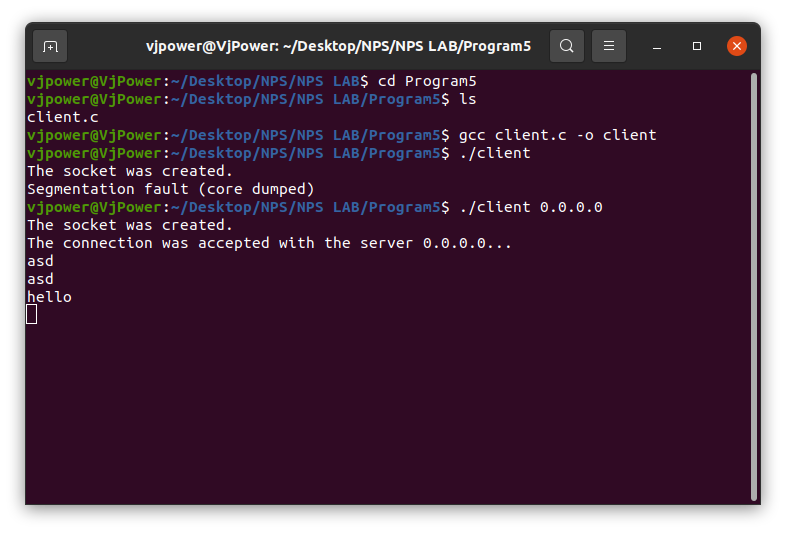 vjpower@VjPower: ~/Desktop/NPS/NPS LAB/Program5
vjpower@VjPower:~/Desktop/NPS/NPS LAB$ cd Program5
vjpower@VjPower:~/Desktop/NPS/NPS LAB/Program5$ ls
client.c
vjpower@VjPower:~/Desktop/NPS/NPS LAB/Program5$ gcc client.c -o client
vjpower@VjPower:~/Desktop/NPS/NPS LAB/Program5$ ./client
The socket was created.
Segmentation fault (core dumped)
vjpower@VjPower:~/Desktop/NPS/NPS LAB/Program5$ ./client 0.0.0.0
The socket was created.
The connection was accepted with the server 0.0.0.0...
asd
asd
hello